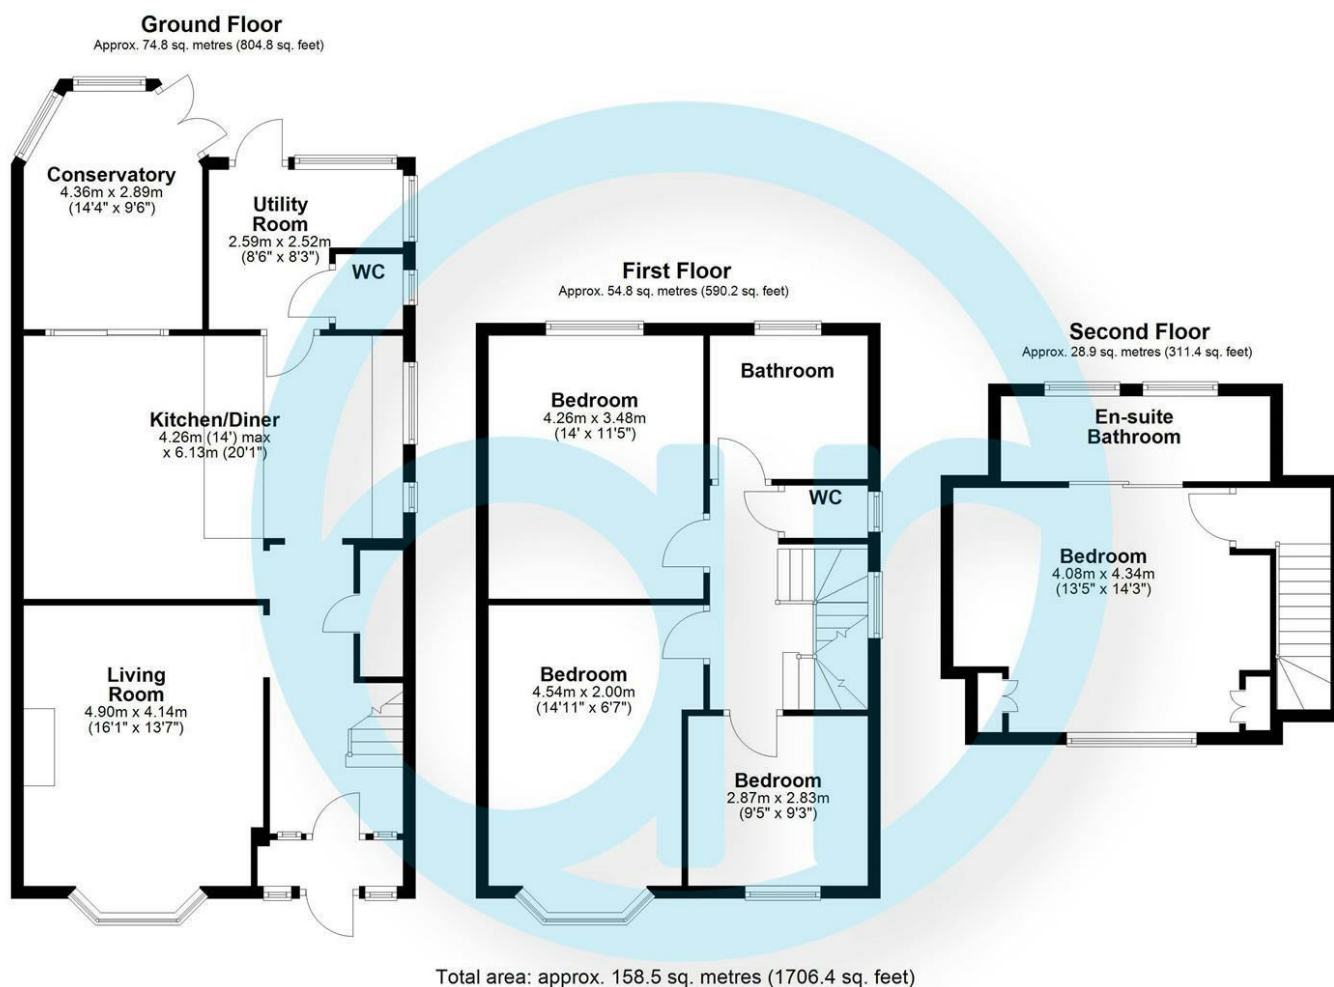 Ground Floor
Approx. 74.8 sq. metres (804.8 sq. feet)
Conservatory
4.36m x 2.89m
(14'4" x 9'6")
Utility
Room
2.59m x 2.52m
(8'6" x 8'3")
WC
Kitchen/Diner
4.26m (14') max
x 6.13m (20'1")
Living
Room
4.90m x 4.14m
(16'1" x 13'7")
First Floor
Approx. 54.8 sq. metres (590.2 sq. feet)
Bedroom
4.26m x 3.48m
(14' x 11'5")
Bathroom
WC
Bedroom
4.54m x 2.00m
(14'11" x 6'7")
Bedroom
2.87m x 2.83m
(9'5" x 9'3")
Second Floor
Approx. 28.9 sq. metres (311.4 sq. feet)
En-suite
Bathroom
Bedroom
4.08m x 4.34m
(13'5" x 14'3")
Total area: approx. 158.5 sq. metres (1706.4 sq. feet)